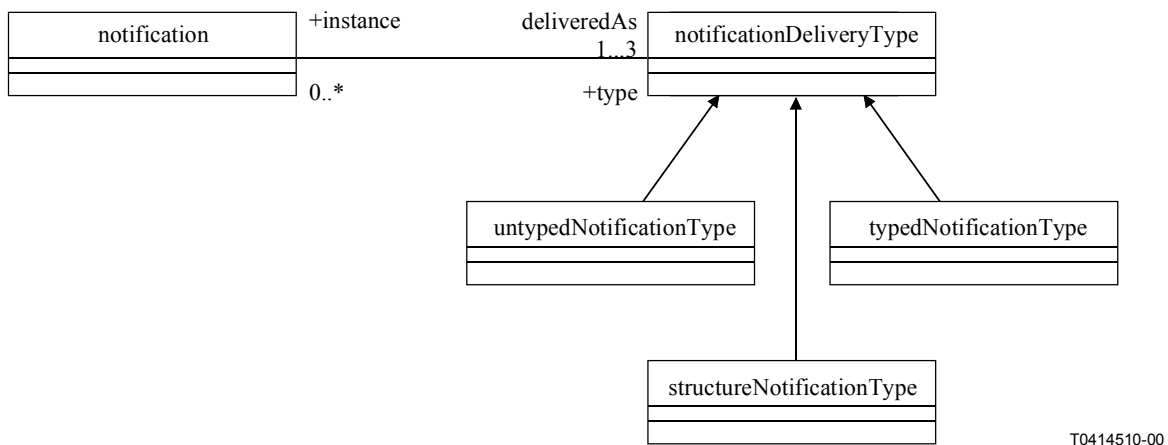 +instance
deliveredAs
notification
notificationDeliveryType
1...3
0..*
+type
untypedNotificationType
typedNotificationType
structureNotificationType
T0414510-00